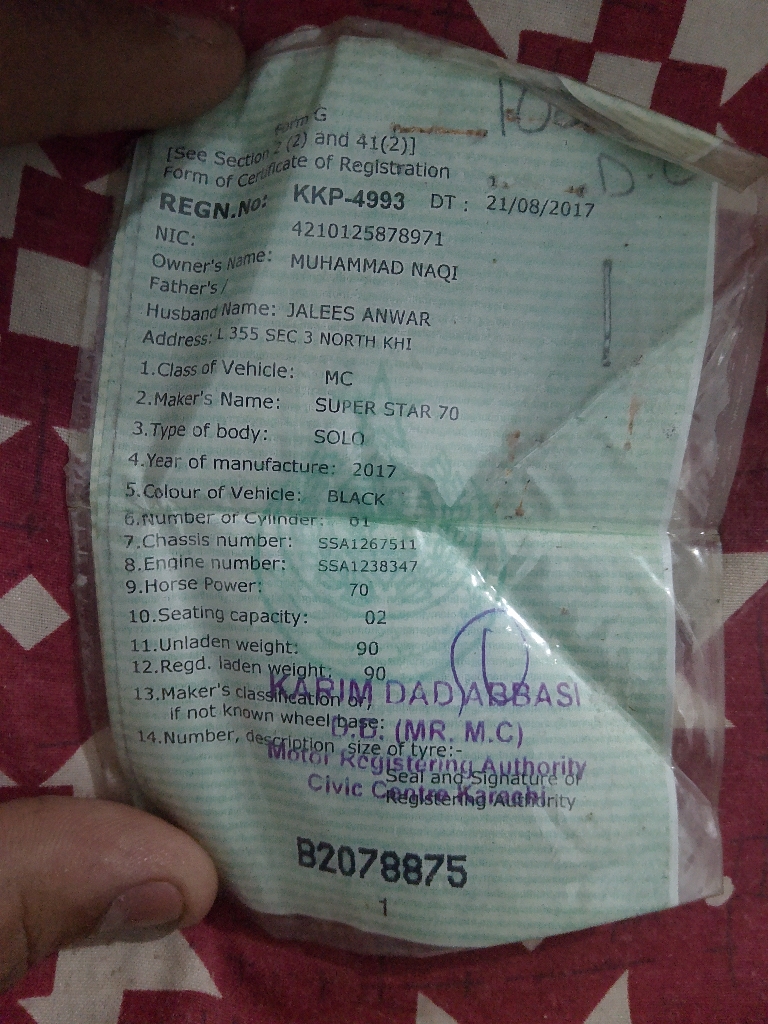 Form G
[See Section 2 (2) and 41(2)]
Form of Certificate of Registration
REGN.No: KKP-4993 DT : 21/08/2017
NIC: 4210125878971
Owner's Name: MUHAMMAD NAQI
Father's/
Husband Name: JALEES ANWAR
Address: L 355 SEC 3 NORTH KHI
1.Class of Vehicle: MC
2.Maker's Name: SUPER STAR 70
3.Type of body: SOLO
4.Year of manufacture: 2017
5.Colour of Vehicle: BLACK
6.Number of Cylinder: 01
7.Chassis number: SSA1267511
8.Engine number: SSA1238347
9.Horse Power: 70
10.Seating capacity: 02
11.Unladen weight: 90
12.Regd. laden weight: 90
13.Maker's classification or,
if not known wheel base:
14.Number, description size of tyre:-
KARIM DAD ABBASI
D.D. (MR. M.C)
Motor Registering Authority
Civic Centre Karachi
Seal and Signature of
Registering Authority
B2078875
1